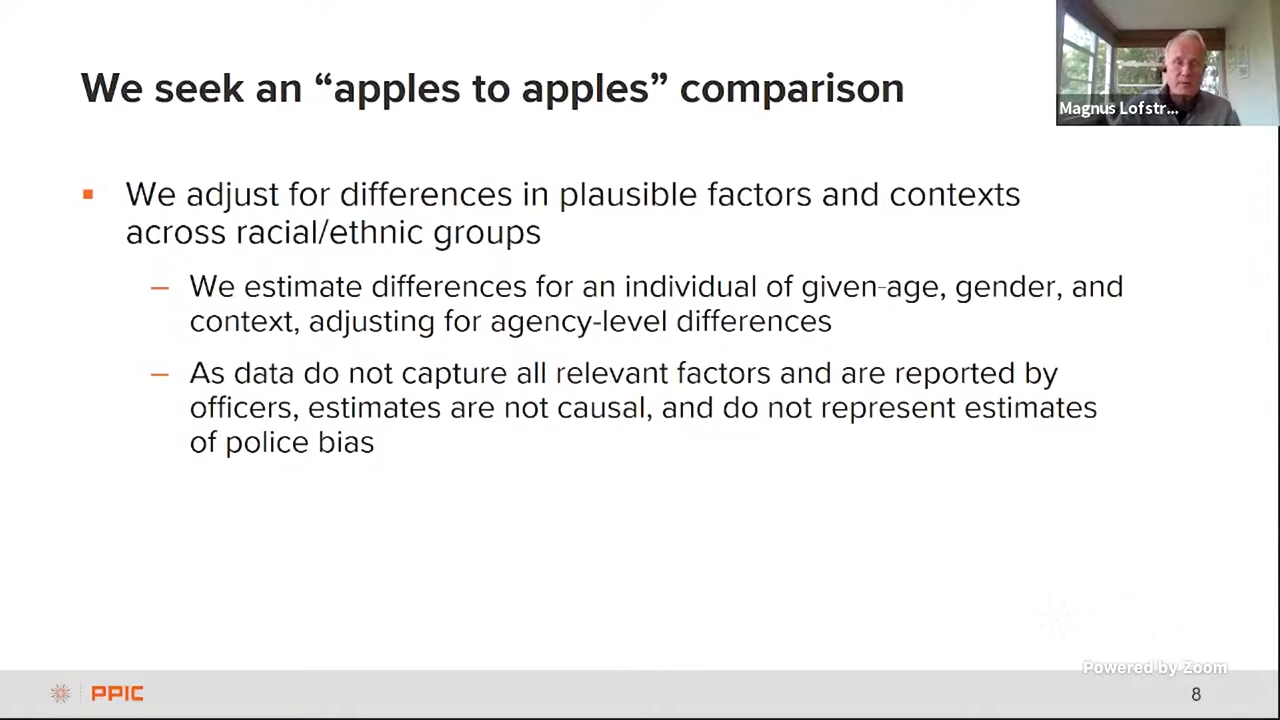 We seek an “apples to apples” comparison
Magnus Lofstr...
We adjust for differences in plausible factors and contexts
across racial/ethnic groups
– We estimate differences for an individual of given-age, gender, and
context, adjusting for agency-level differences
– As data do not capture all relevant factors and are reported by
officers, estimates are not causal, and do not represent estimates
of police bias
Powered by Zoom
PPIC
8